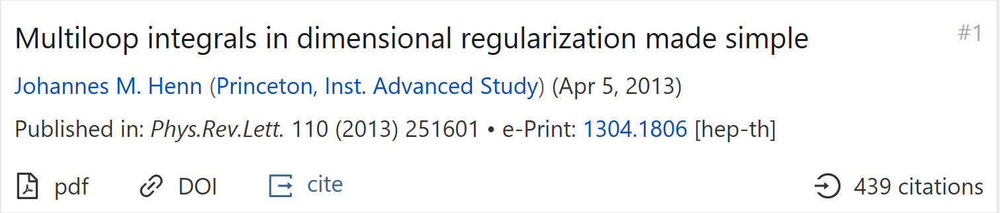 Multiloop integrals in dimensional regularization made simple #1
Johannes M. Henn (Princeton, Inst. Advanced Study) (Apr 5, 2013)
Published in: Phys.Rev.Lett. 110 (2013) 251601 • e-Print: 1304.1806 [hep-th]
pdf DOI cite 439 citations